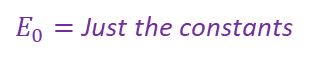 E₀ = Just the constants